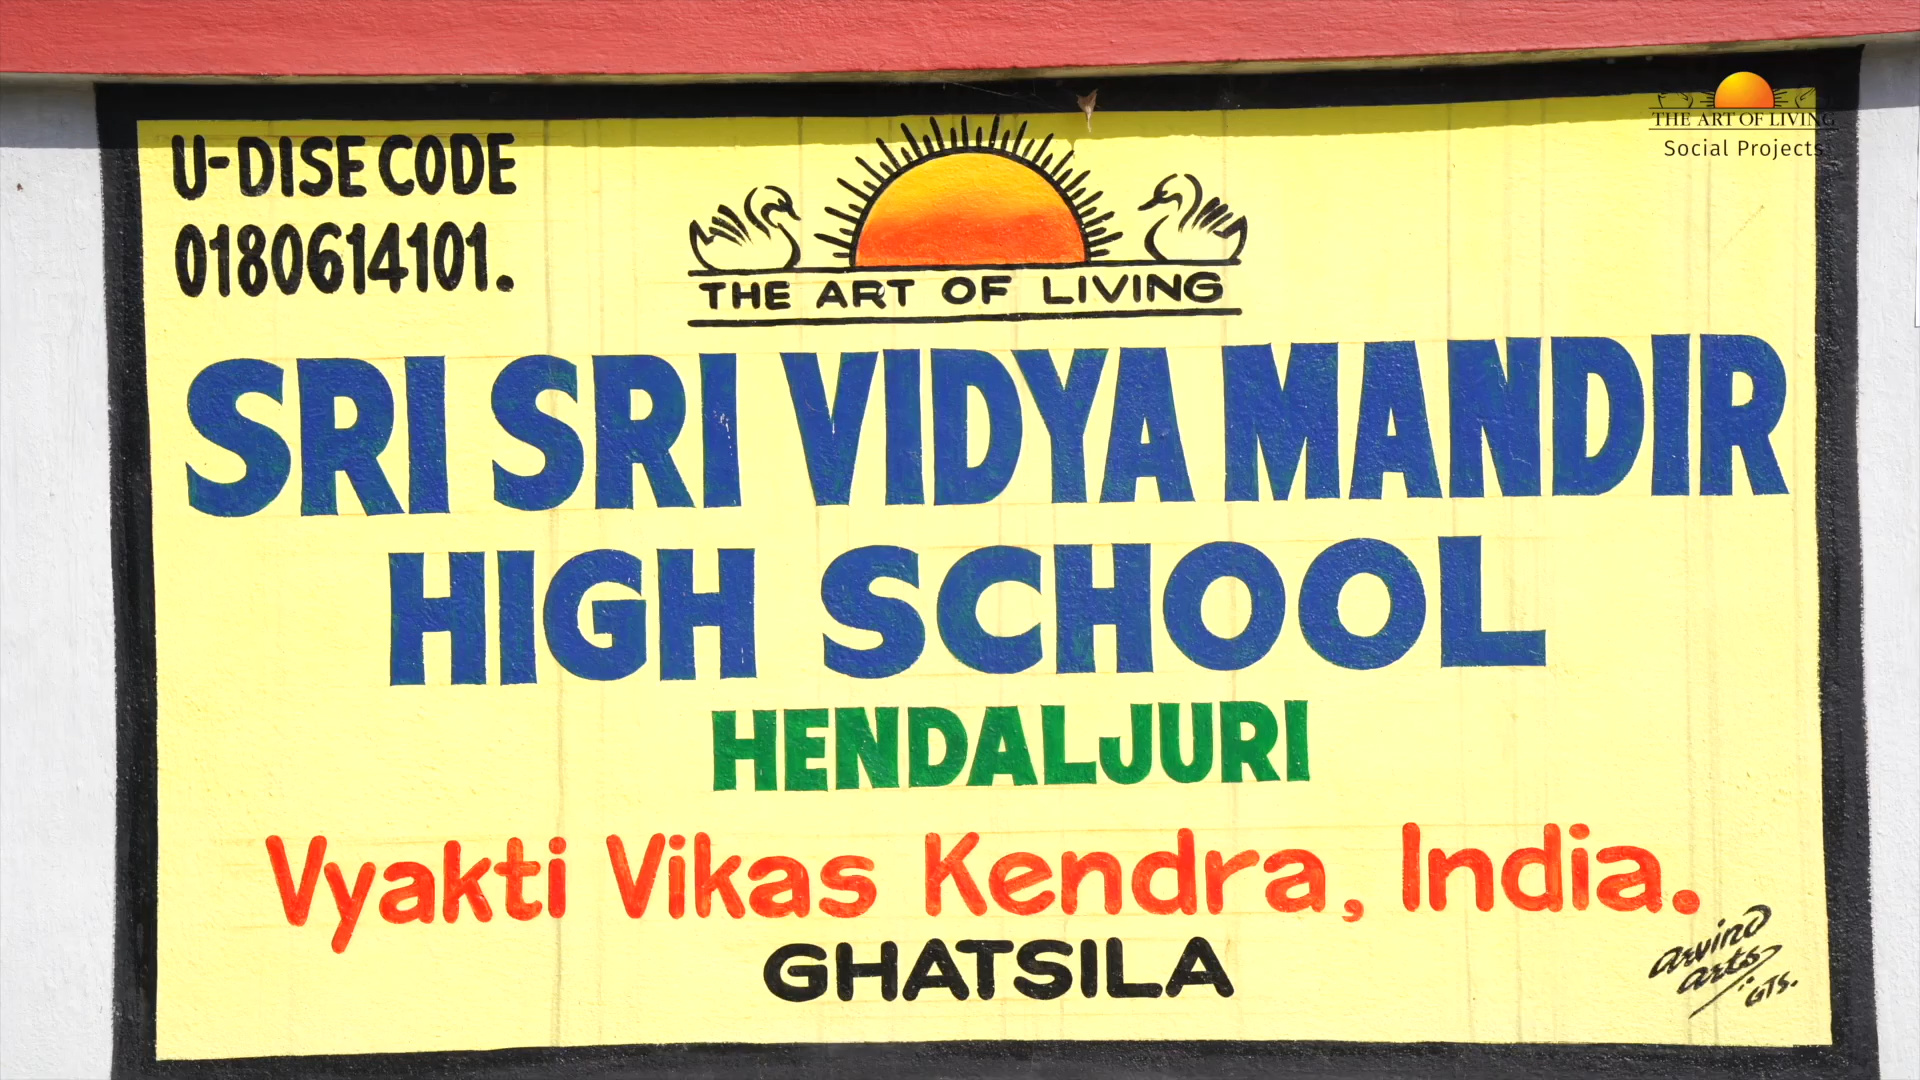 U-DISE CODE
0180614101.
THE ART OF LIVING
THE ART OF LIVING
Social Projects
SRI SRI VIDYA MANDIR
HIGH SCHOOL
HENDALJURI
Vyakti Vikas Kendra, India.
GHATSILA
arvind
arts
GTS.